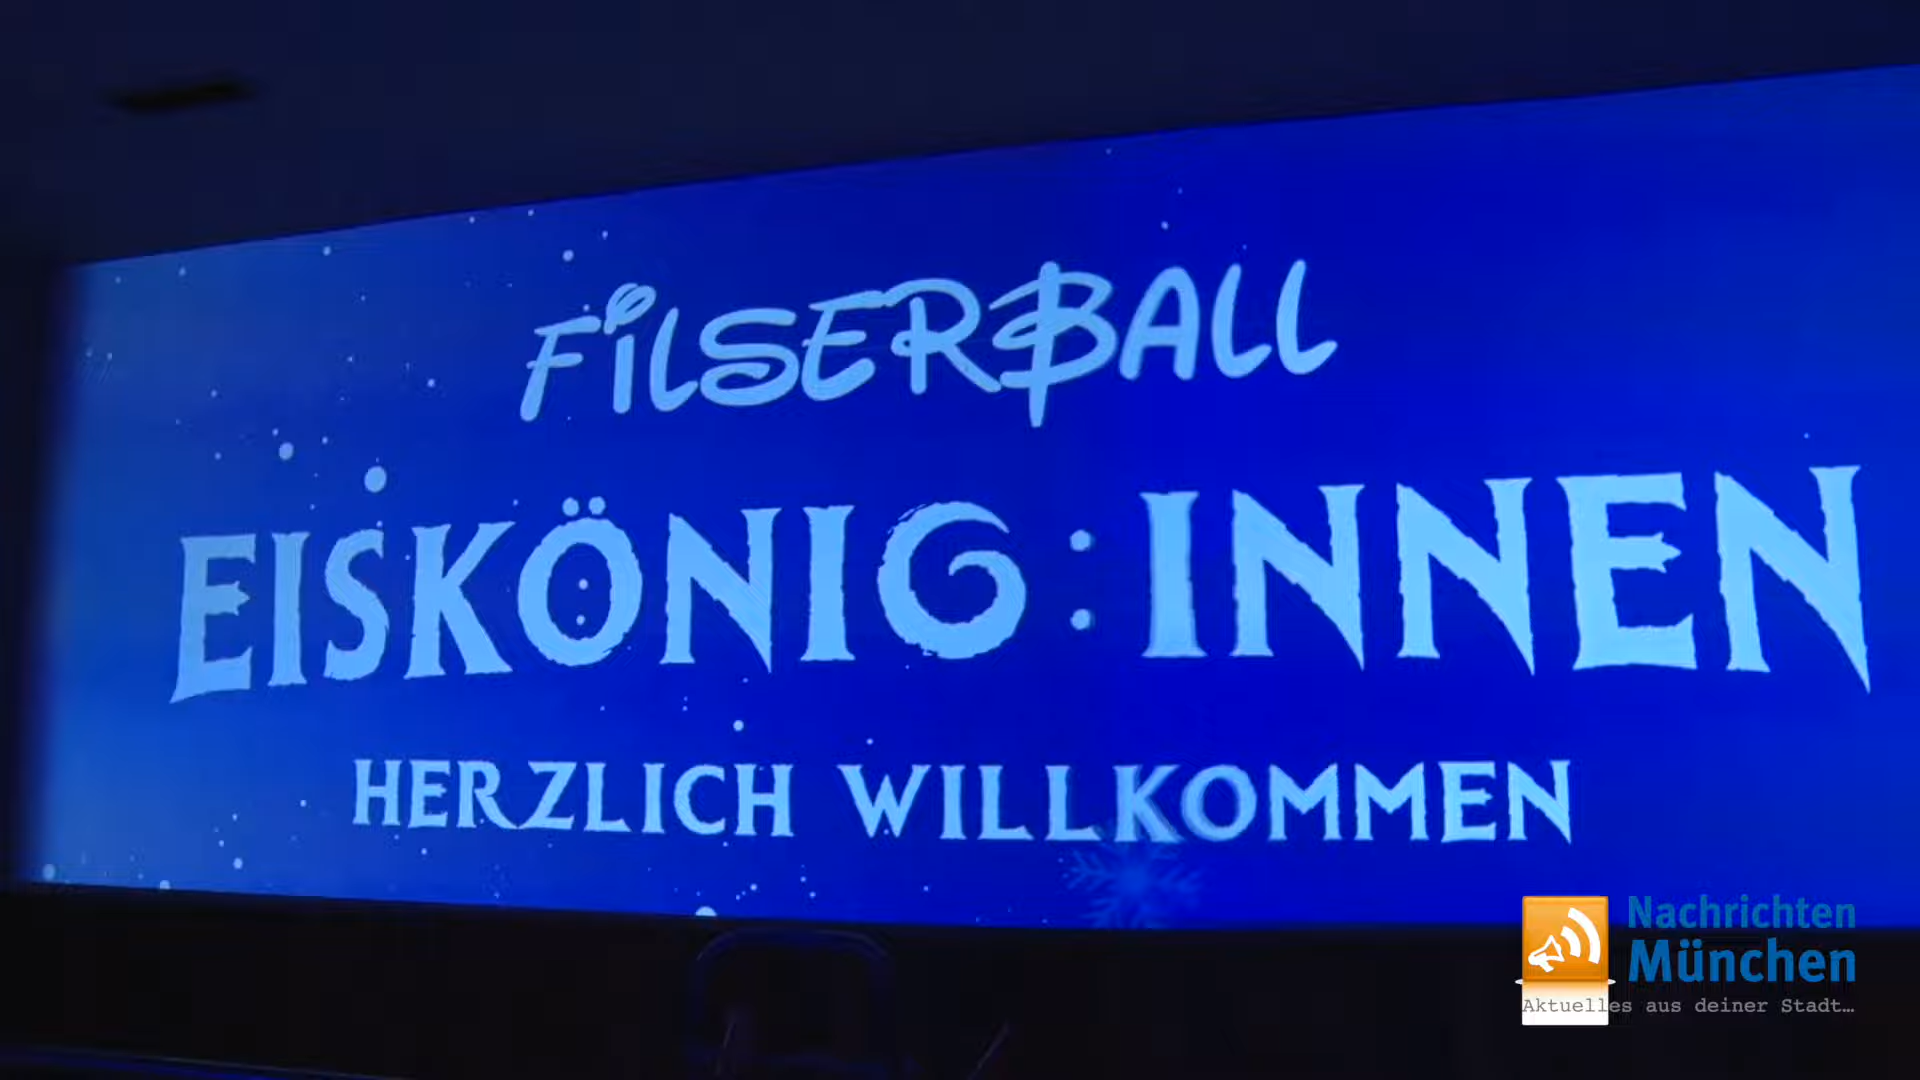 FILSERBALL
EISKÖNIG:INNEN
HERZLICH WILLKOMMEN
Nachrichten
München
Aktuelles aus deiner Stadt…